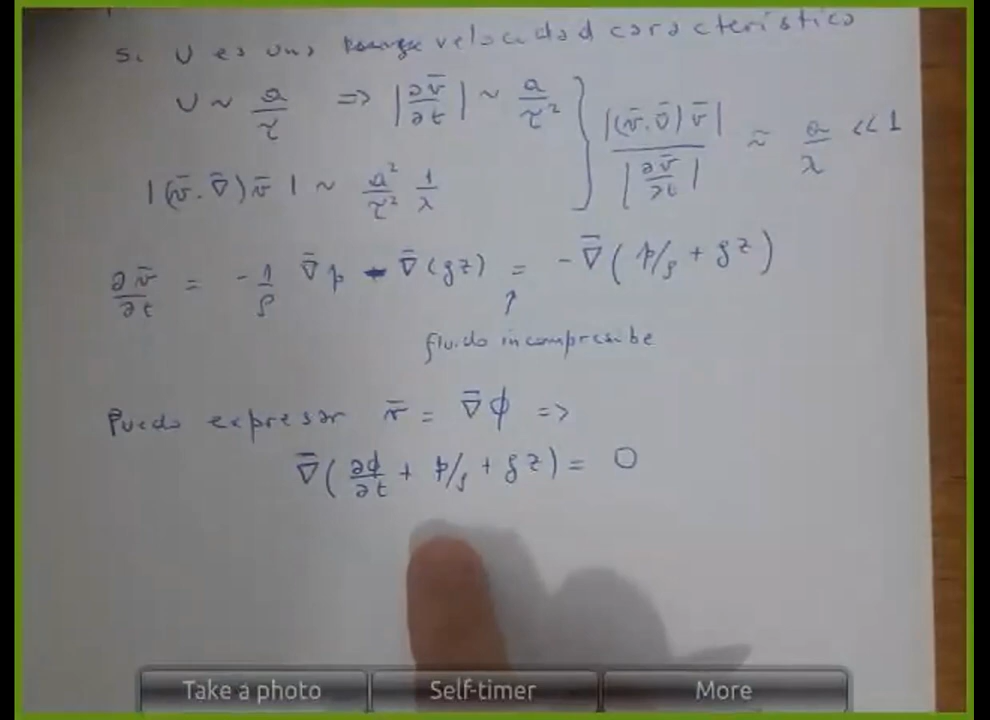 Si U es una velocidad característica
U ~ a/τ => |∂v̄/∂t| ~ a/τ² } |(v̄.∇̄)v̄| / |∂v̄/∂t| ≈ a/λ << 1
|(v̄.∇̄)v̄| ~ a²/τ² 1/λ
∂v̄/∂t = -1/ρ ∇̄p - ∇̄(gz) = -∇̄(p/ρ + gz)
↑
fluido incompresibe
Puedo expresar v̄ = ∇̄ϕ =>
∇̄(∂ϕ/∂t + p/ρ + gz) = 0
Take a photo Self-timer More